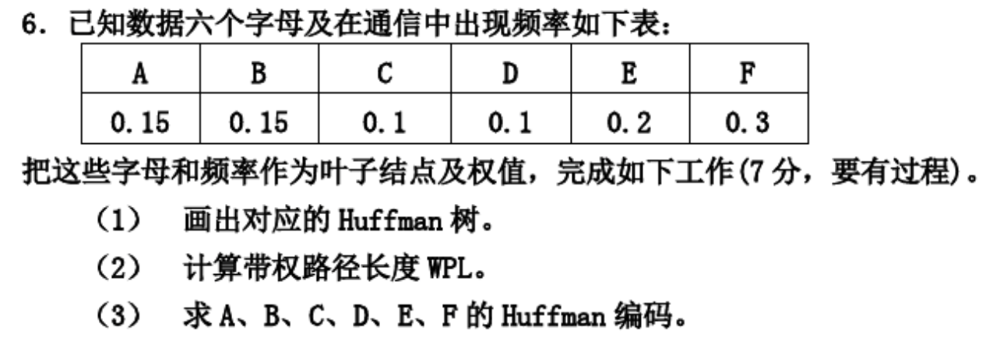 6. 已知数据六个字母及在通信中出现频率如下表：
A B C D E F
0.15 0.15 0.1 0.1 0.2 0.3
把这些字母和频率作为叶子结点及权值，完成如下工作(7分，要有过程)。
（1） 画出对应的 Huffman 树。
（2） 计算带权路径长度 WPL。
（3） 求 A、B、C、D、E、F 的 Huffman 编码。